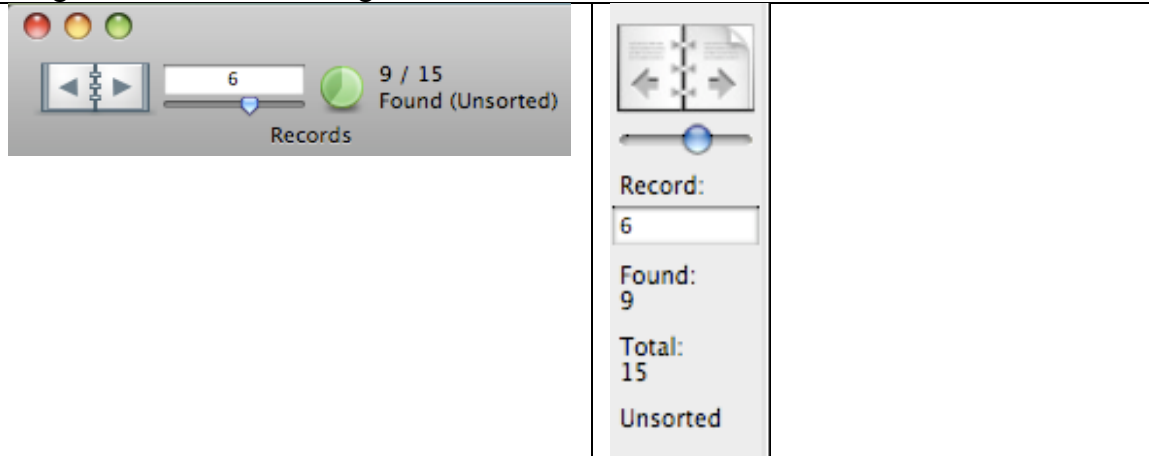 6
9 / 15
Found (Unsorted)
Records
Record:
6
Found:
9
Total:
15
Unsorted